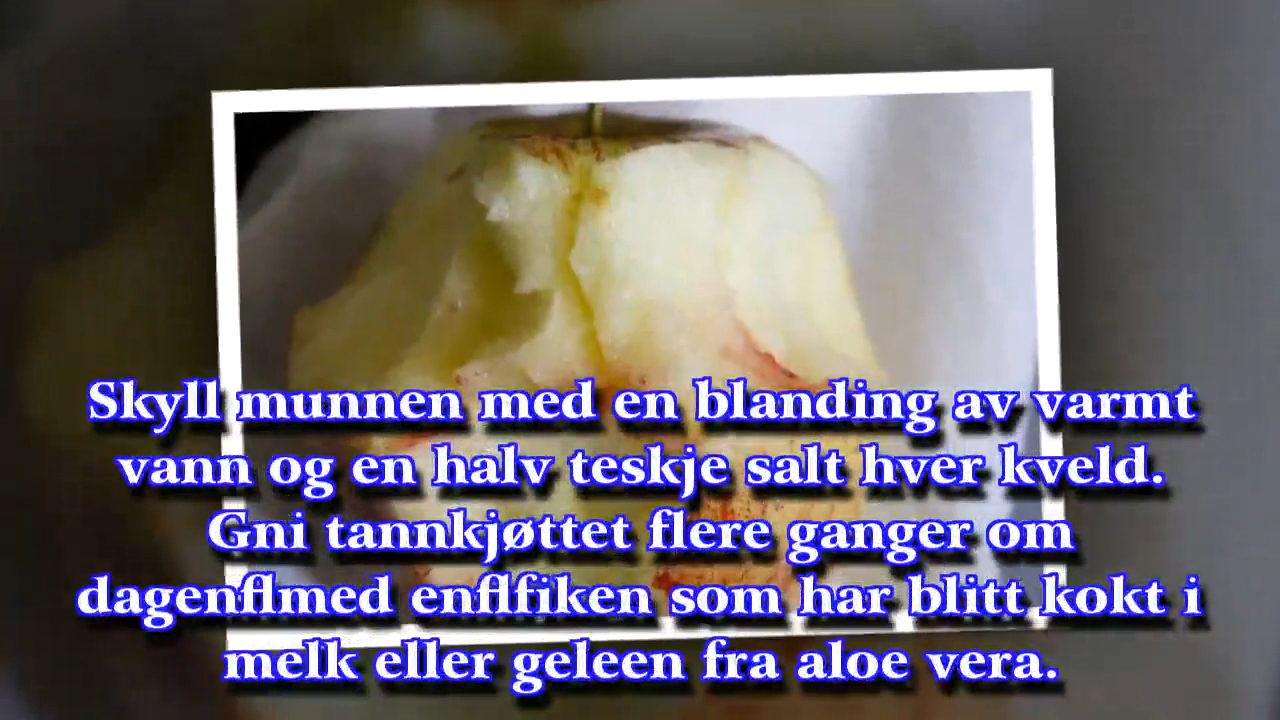 Skyll munnen med en blanding av varmt
vann og en halv teskje salt hver kveld.
Gni tannkjøttet flere ganger om
dagenflmed enflfiken som har blitt kokt i
melk eller geleen fra aloe vera.